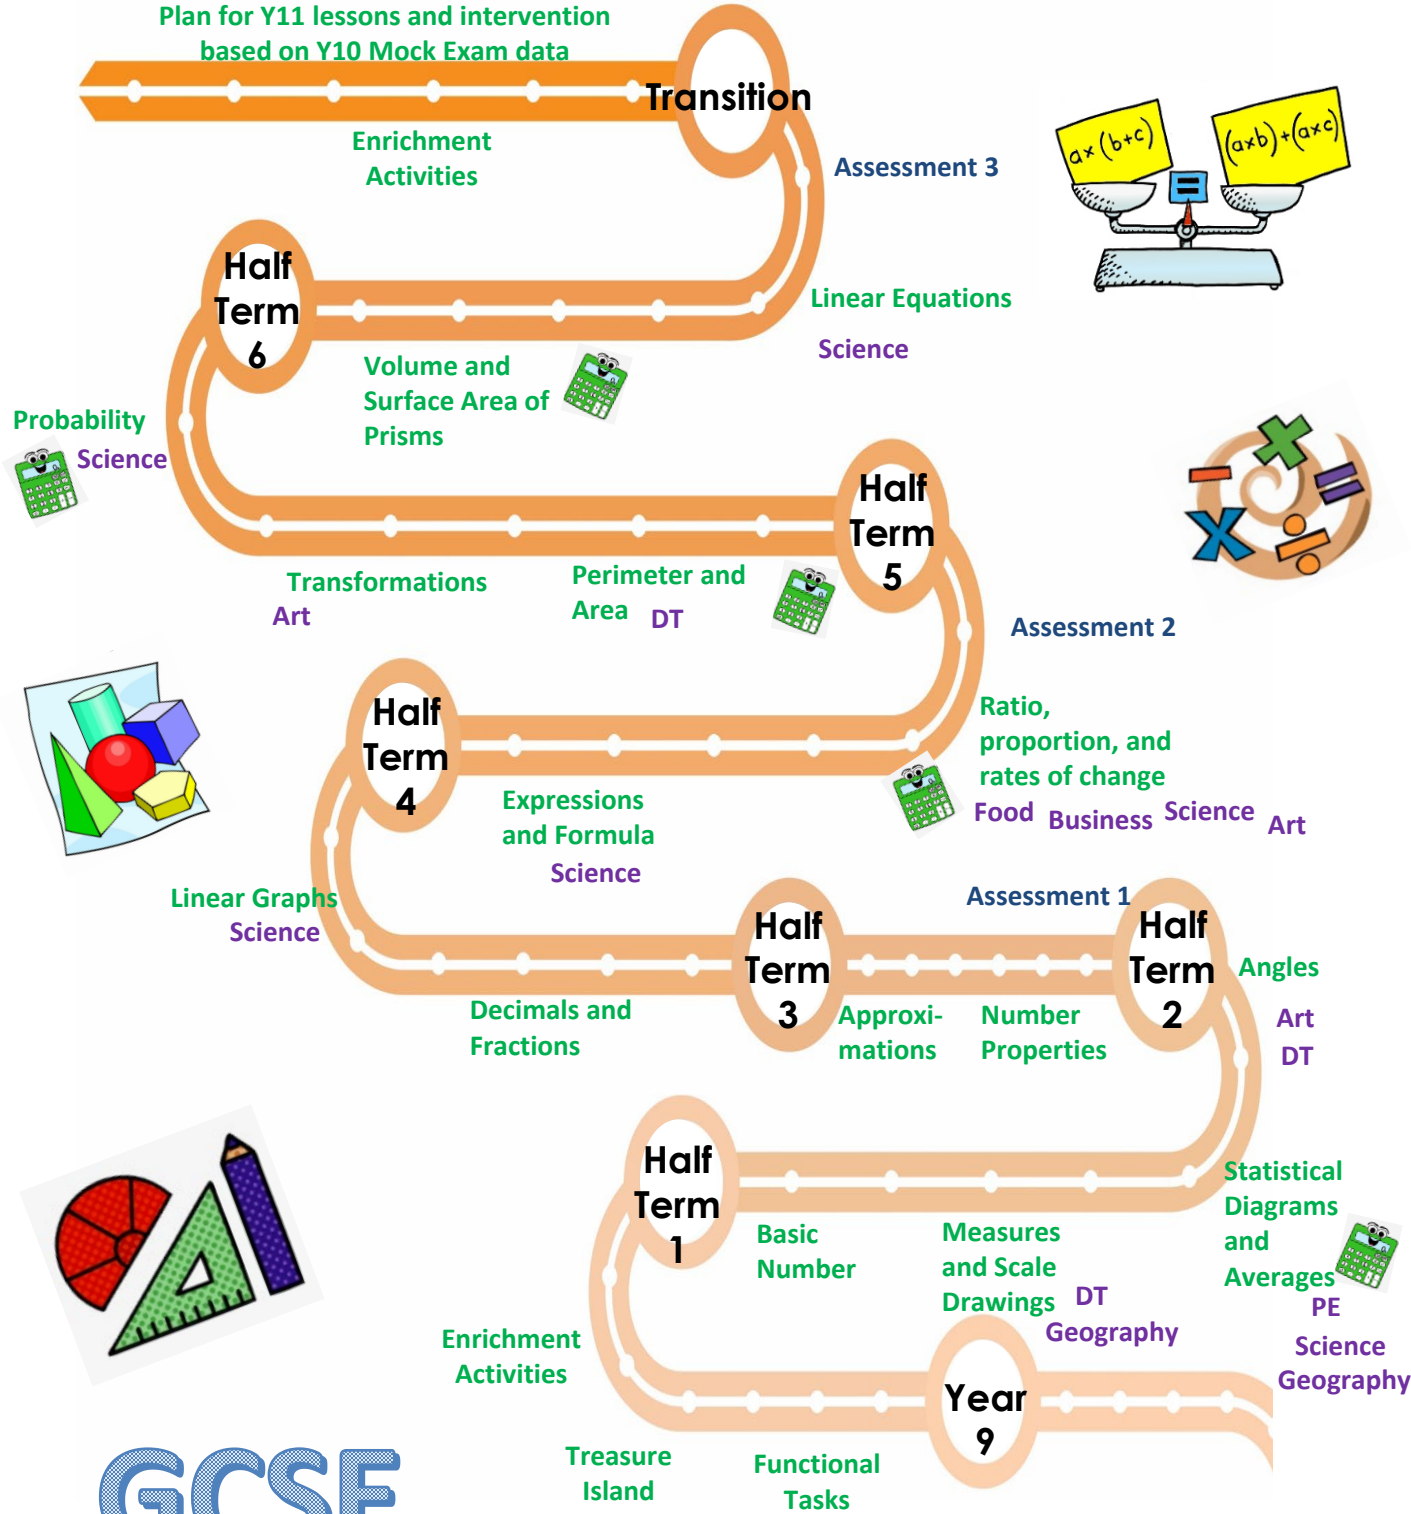 Plan for Y11 lessons and intervention
based on Y10 Mock Exam data
Transition
Enrichment
Activities
Assessment 3
a×(b+c)
(a×b)+(a×c)
=
Half
Term
6
Linear Equations
Science
Volume and
Surface Area of
Prisms
Probability
Science
Half
Term
5
Transformations
Art
Perimeter and
Area
DT
Assessment 2
Half
Term
4
Ratio,
proportion, and
rates of change
Food Business Science Art
Expressions
and Formula
Science
Linear Graphs
Science
Assessment 1
Half
Term
3
Half
Term
2
Angles
Art
DT
Decimals and
Fractions
Approxi-
mations
Number
Properties
Half
Term
1
Statistical
Diagrams
and
Averages
PE
Science
Geography
Basic
Number
Measures
and Scale
Drawings
DT
Geography
Enrichment
Activities
Year
9
Treasure
Island
Functional
Tasks
GCSE